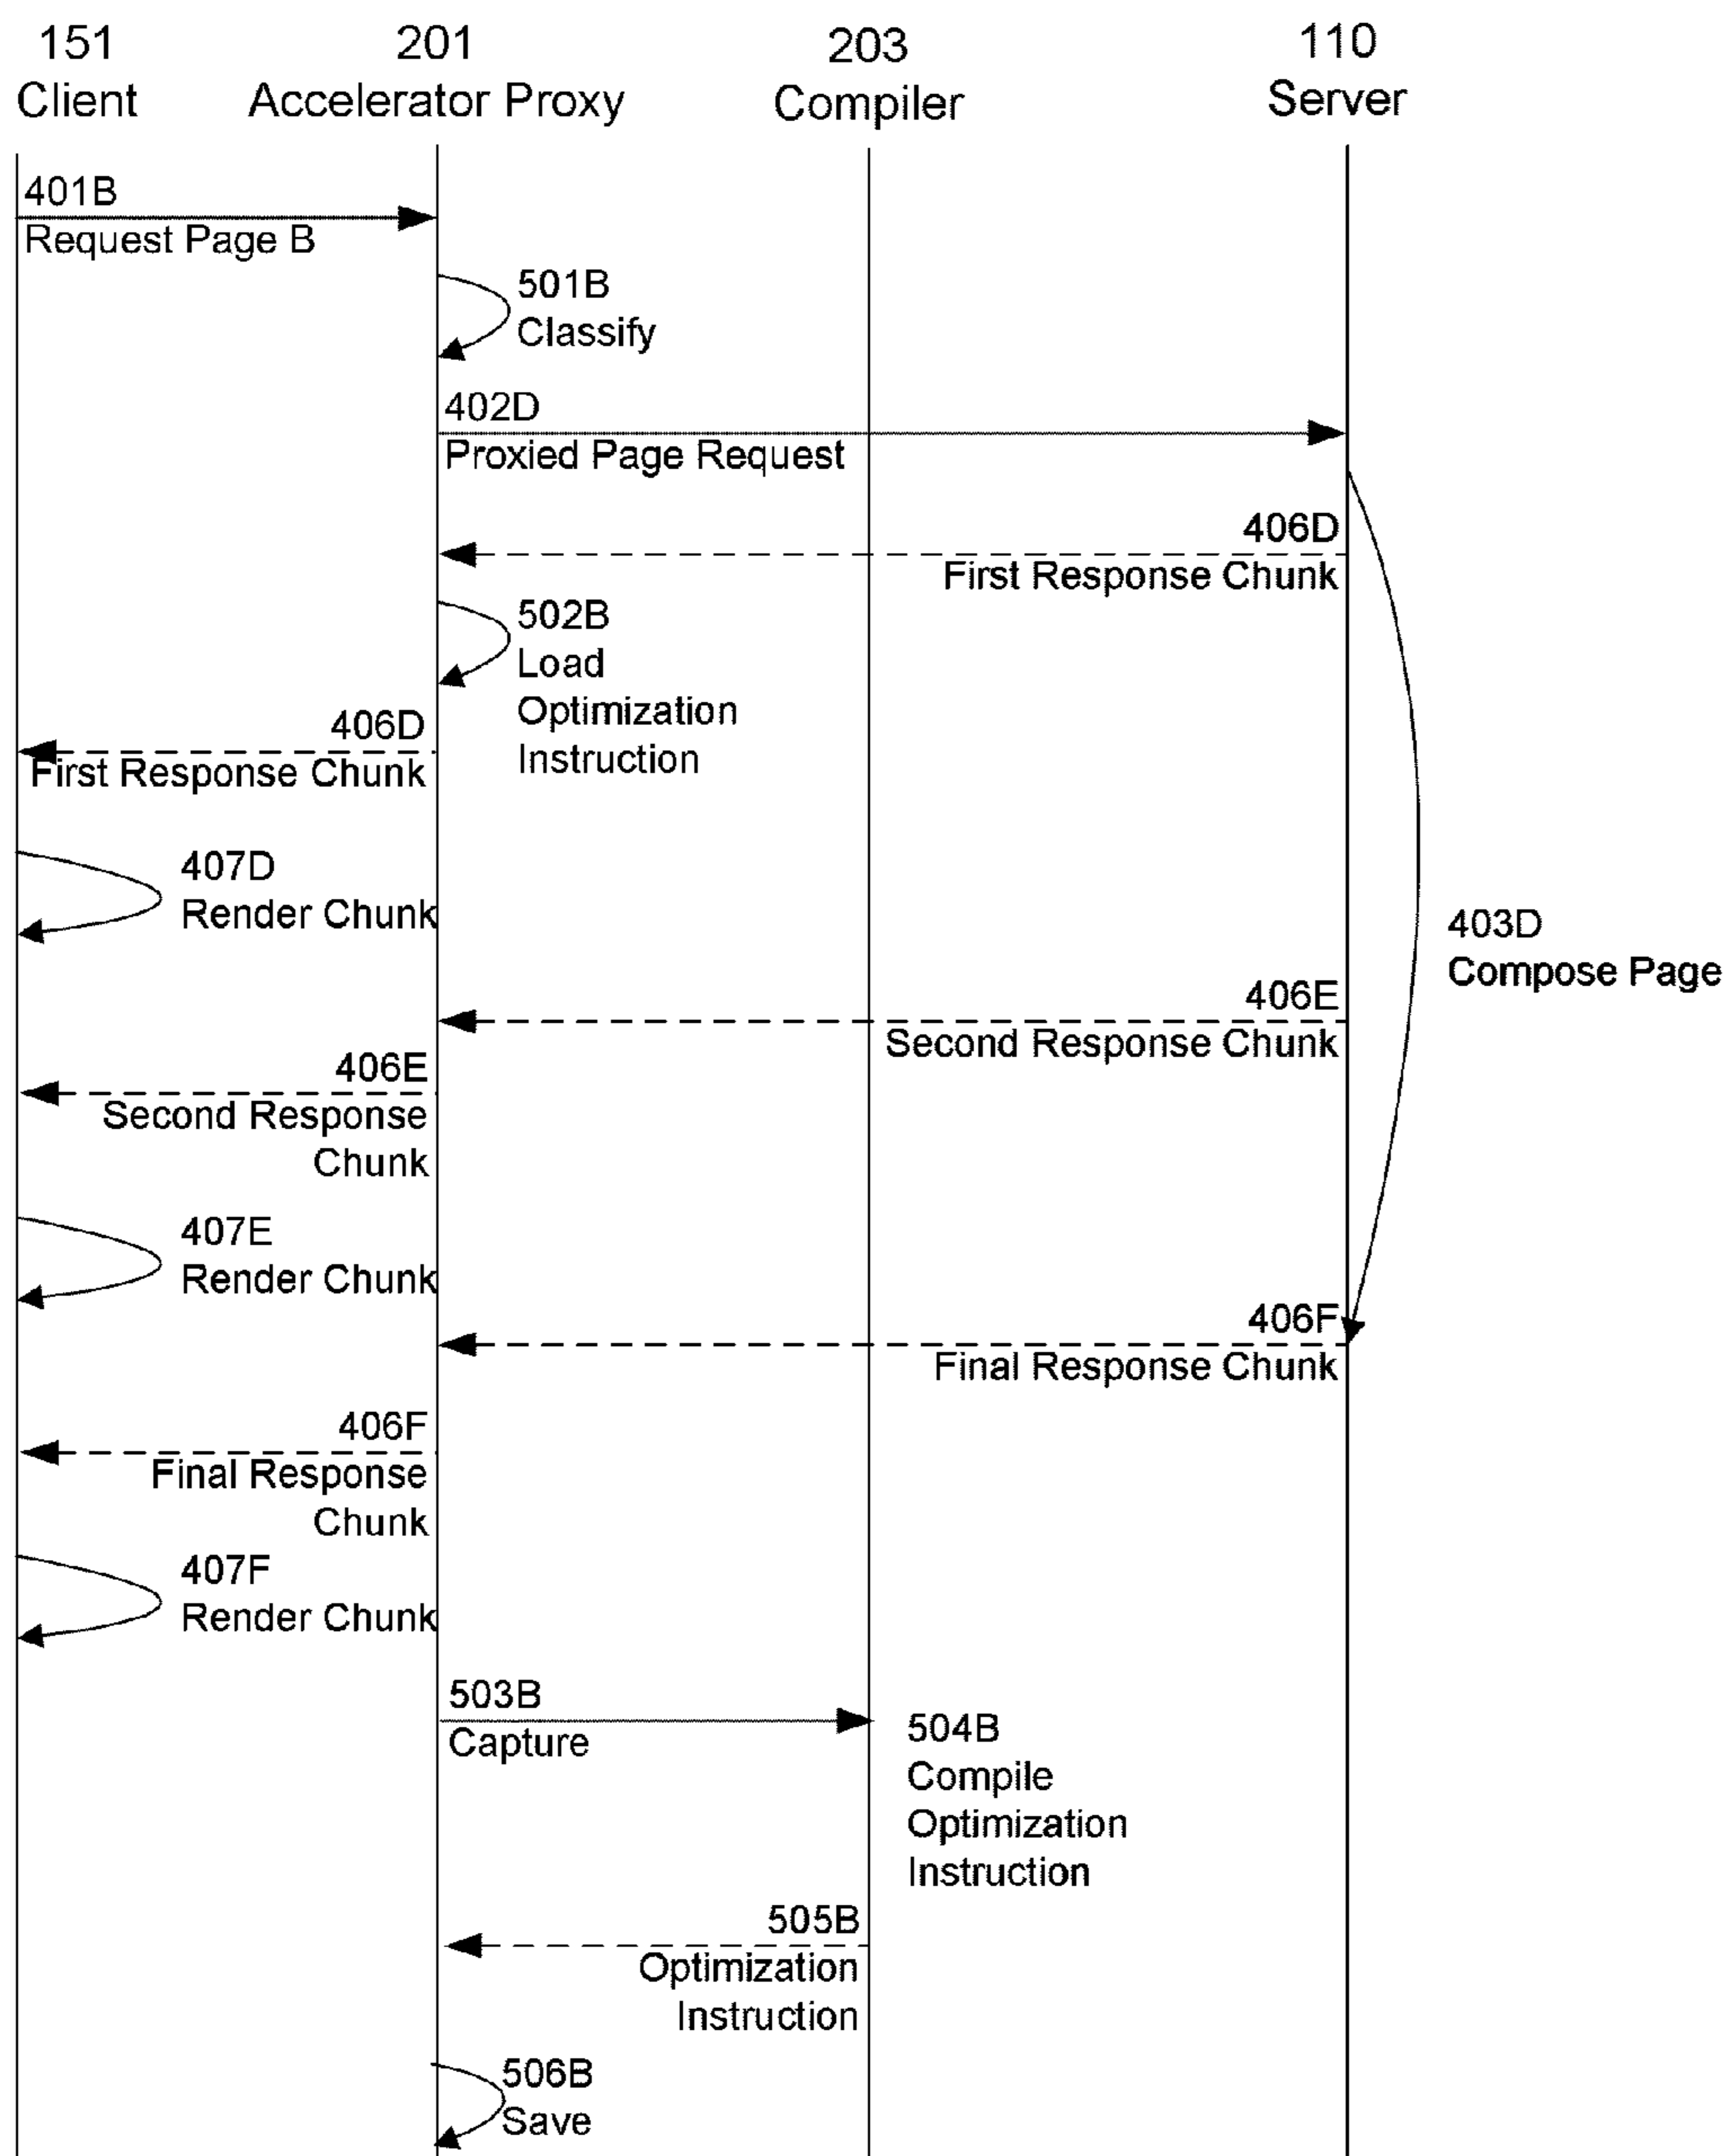 151
Client
201
Accelerator Proxy
203
Compiler
110
Server
401B
Request Page B
501B
Classify
402D
Proxied Page Request
406D
First Response Chunk
502B
Load
Optimization
Instruction
406D
First Response Chunk
407D
Render Chunk
403D
Compose Page
406E
Second Response Chunk
406E
Second Response
Chunk
407E
Render Chunk
406F
Final Response Chunk
406F
Final Response
Chunk
407F
Render Chunk
503B
Capture
504B
Compile
Optimization
Instruction
505B
Optimization
Instruction
506B
Save